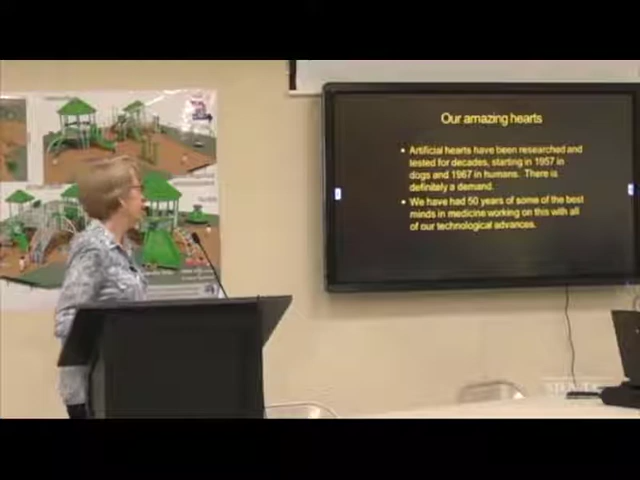 Our amazing hearts
• Artificial hearts have been researched and
tested for decades, starting in 1957 in
dogs and 1967 in humans. There is
definitely a demand.
• We have had 50 years of some of the best
minds in medicine working on this with all
of our technological advances.